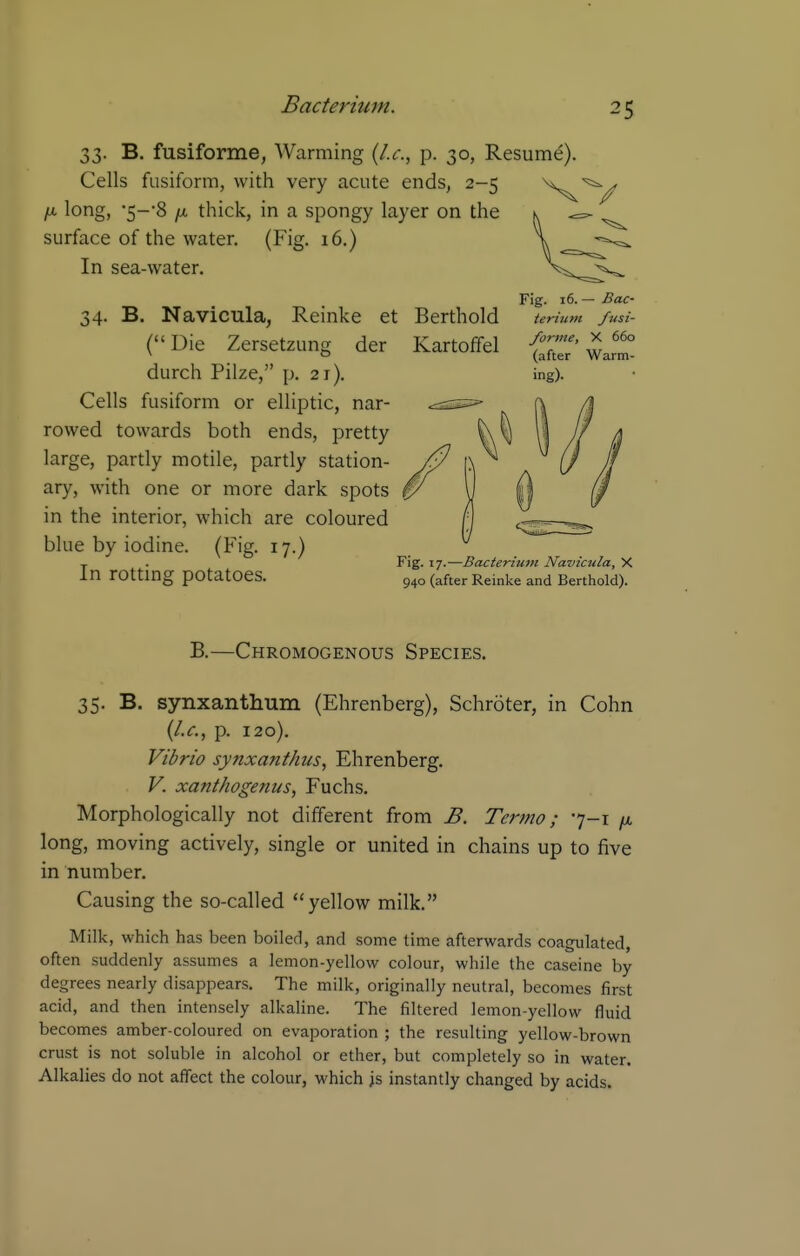 Bacterium. 25
33. B. fusiforme, Warming (l.c., p. 30, Resumé).
Cells fusiform, with very acute ends, 2–5
μ long, ·5–·8 μ thick, in a spongy layer on the
surface of the water. (Fig. 16.)
In sea-water.
Fig. 16.—Bac-
terium fusi-
forme, X 660
(after Warm-
ing).
34. B. Navicula, Reinke et Berthold
(“Die Zersetzung der Kartoffel
durch Pilze,” p. 21).
Cells fusiform or elliptic, nar-
rowed towards both ends, pretty
large, partly motile, partly station-
ary, with one or more dark spots
in the interior, which are coloured
blue by iodine. (Fig. 17.)
In rotting potatoes.
Fig. 17.—Bacterium Navicula, X
940 (after Reinke and Berthold).
B.—Chromogenous Species.
35. B. synxanthum (Ehrenberg), Schröter, in Cohn
(l.c., p. 120).
Vibrio synxanthus, Ehrenberg.
V. xanthogenus, Fuchs.
Morphologically not different from B. Termo; ·7–1 μ
long, moving actively, single or united in chains up to five
in number.
Causing the so-called “yellow milk.”
Milk, which has been boiled, and some time afterwards coagulated,
often suddenly assumes a lemon-yellow colour, while the caseine by
degrees nearly disappears. The milk, originally neutral, becomes first
acid, and then intensely alkaline. The filtered lemon-yellow fluid
becomes amber-coloured on evaporation ; the resulting yellow-brown
crust is not soluble in alcohol or ether, but completely so in water.
Alkalies do not affect the colour, which is instantly changed by acids.